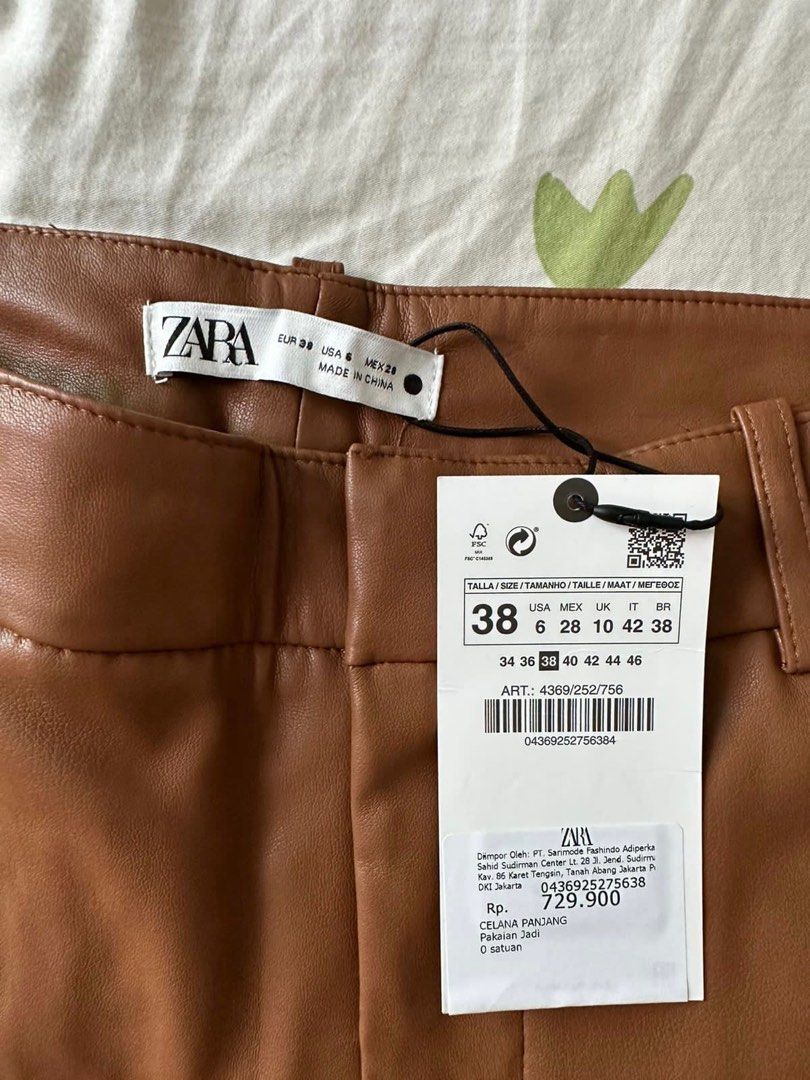 ZARA
EUR 38 USA 6 MEX 28
MADE IN CHINA
FSC
MIX
TALLA / SIZE / TAMANHO / TAILLE / MAAT / ΜΕΓΕΘΟΣ
38
USA MEX UK IT BR
6 28 10 42 38
34 36 38 40 42 44 46
ART.: 4369/252/756
04369252756384
ZARA
Diimpor Oleh: PT. Sarimode Fashindo Adiperka
Sahid Sudirman Center Lt. 28 Jl. Jend. Sudirma
Kav. 86 Karet Tengsin, Tanah Abang Jakarta P
DKI Jakarta 0436925275638
Rp. 729.900
CELANA PANJANG
Pakaian Jadi
0 satuan